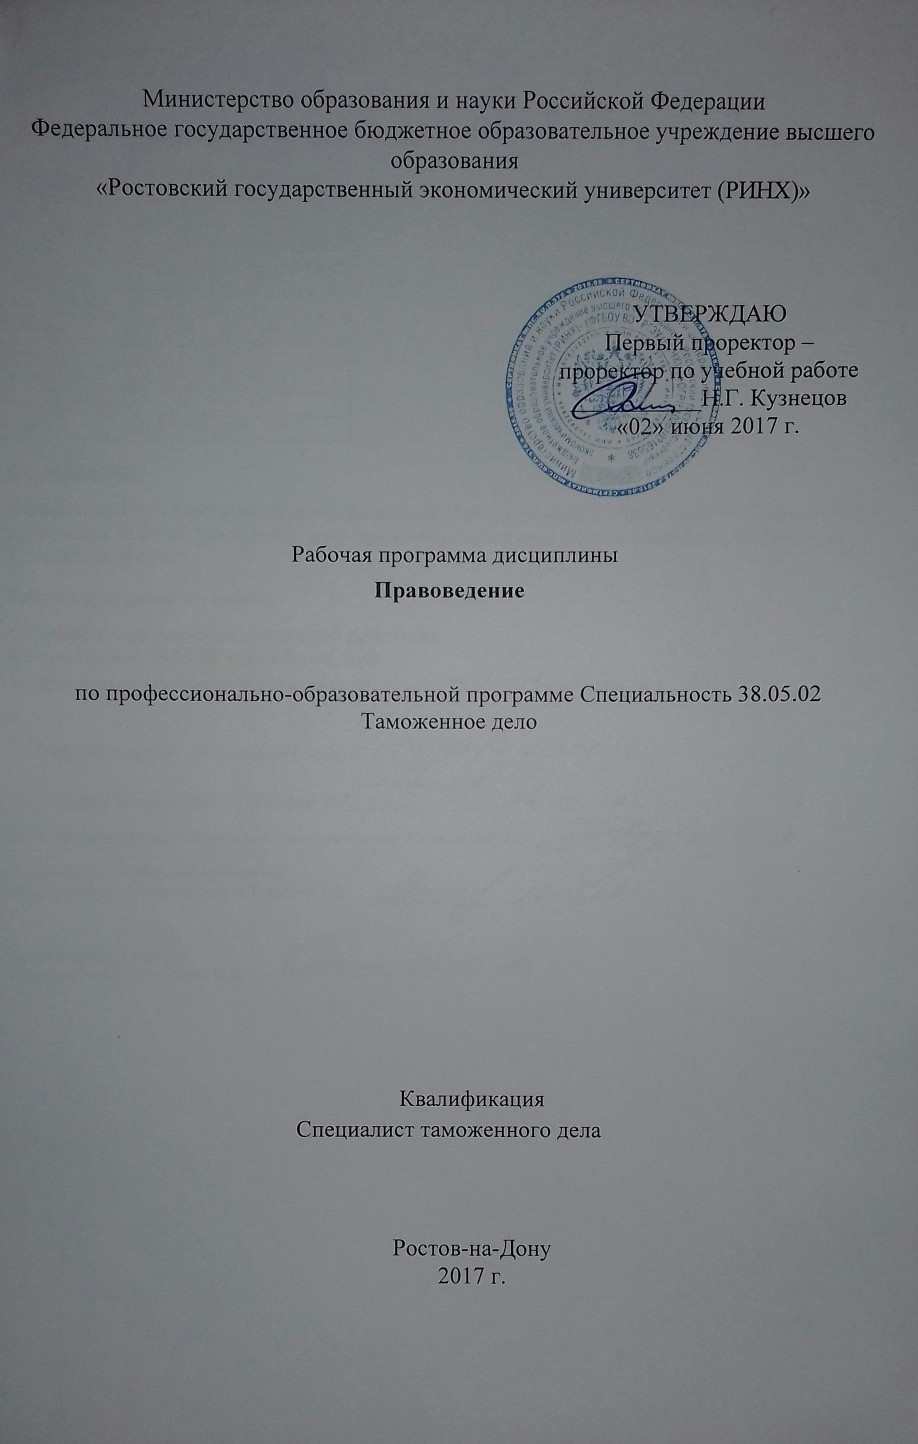 Министерство образования и науки Российской Федерации
Федеральное государственное бюджетное образовательное учреждение высшего
образования
«Ростовский государственный экономический университет (РИНХ)»
УТВЕРЖДАЮ
Первый проректор –
проректор по учебной работе
Н.Г. Кузнецов
«02» июня 2017 г.
Рабочая программа дисциплины
Правоведение
по профессионально-образовательной программе Специальность 38.05.02
Таможенное дело
Квалификация
Специалист таможенного дела
Ростов-на-Дону
2017 г.